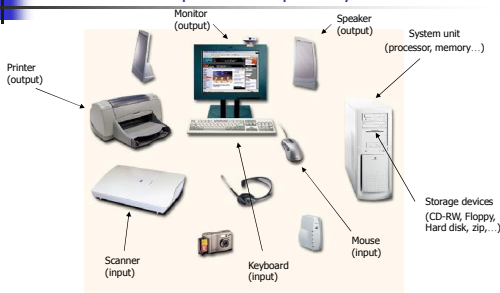 Monitor
(output)
Speaker
(output)
System unit
(processor, memory…)
Printer
(output)
Storage devices
(CD-RW, Floppy,
Hard disk, zip,…)
Mouse
(input)
Keyboard
(input)
Scanner
(input)